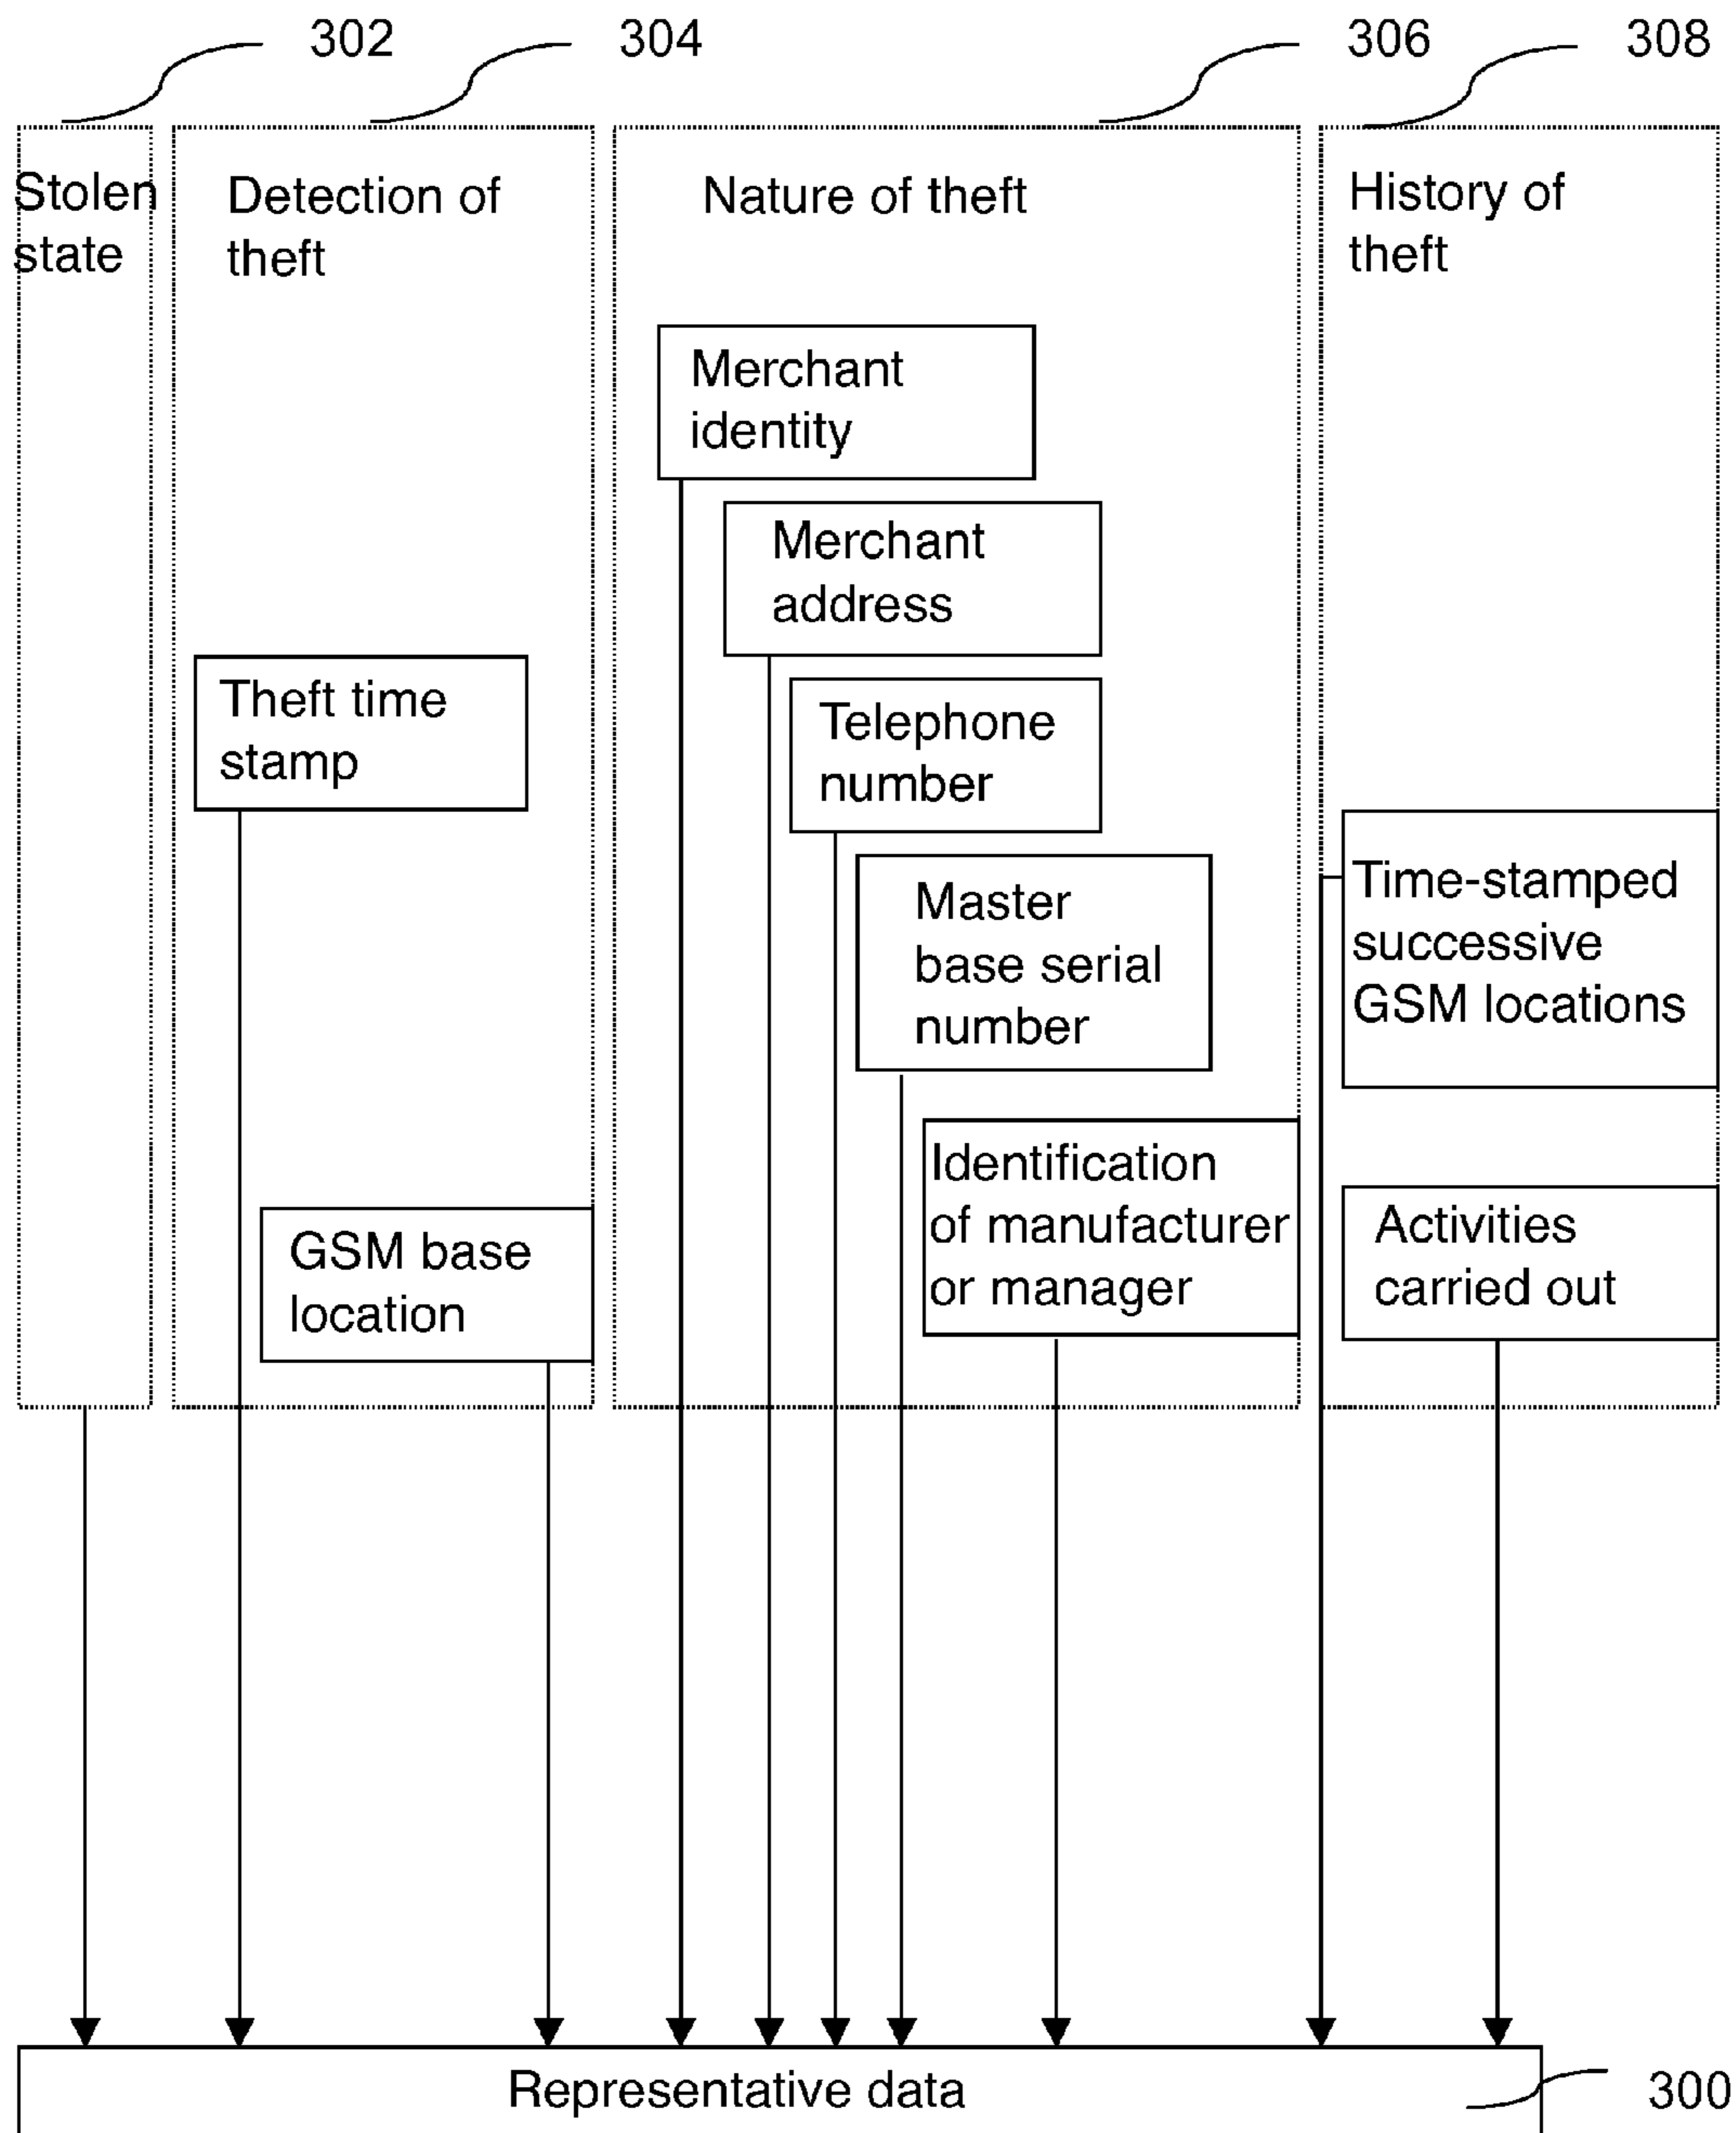 302
304
306
308
Stolen
state
Detection of
theft
Nature of theft
History of
theft
Merchant
identity
Merchant
address
Theft time
stamp
Telephone
number
Master
base serial
number
Time-stamped
successive
GSM locations
Identification
of manufacturer
or manager
GSM base
location
Activities
carried out
Representative data
300